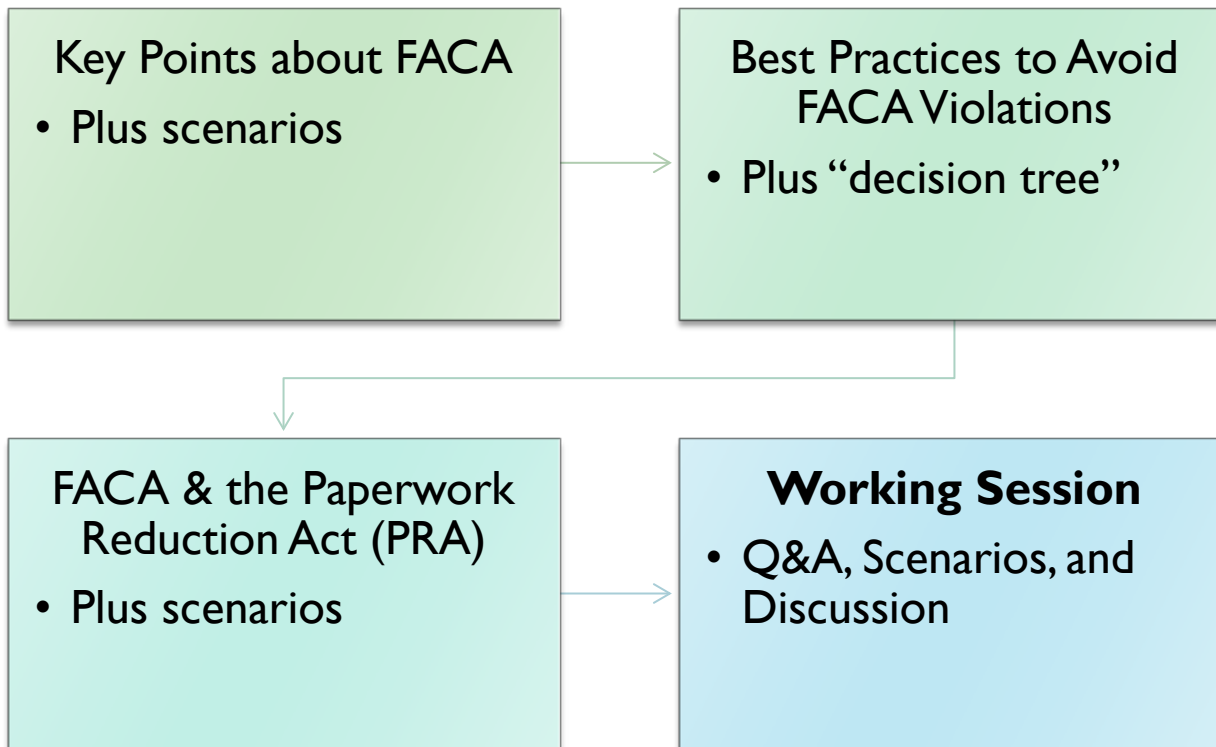 Key Points about FACA
• Plus scenarios
Best Practices to Avoid
FACA Violations
• Plus “decision tree”
FACA & the Paperwork
Reduction Act (PRA)
• Plus scenarios
Working Session
• Q&A, Scenarios, and
Discussion